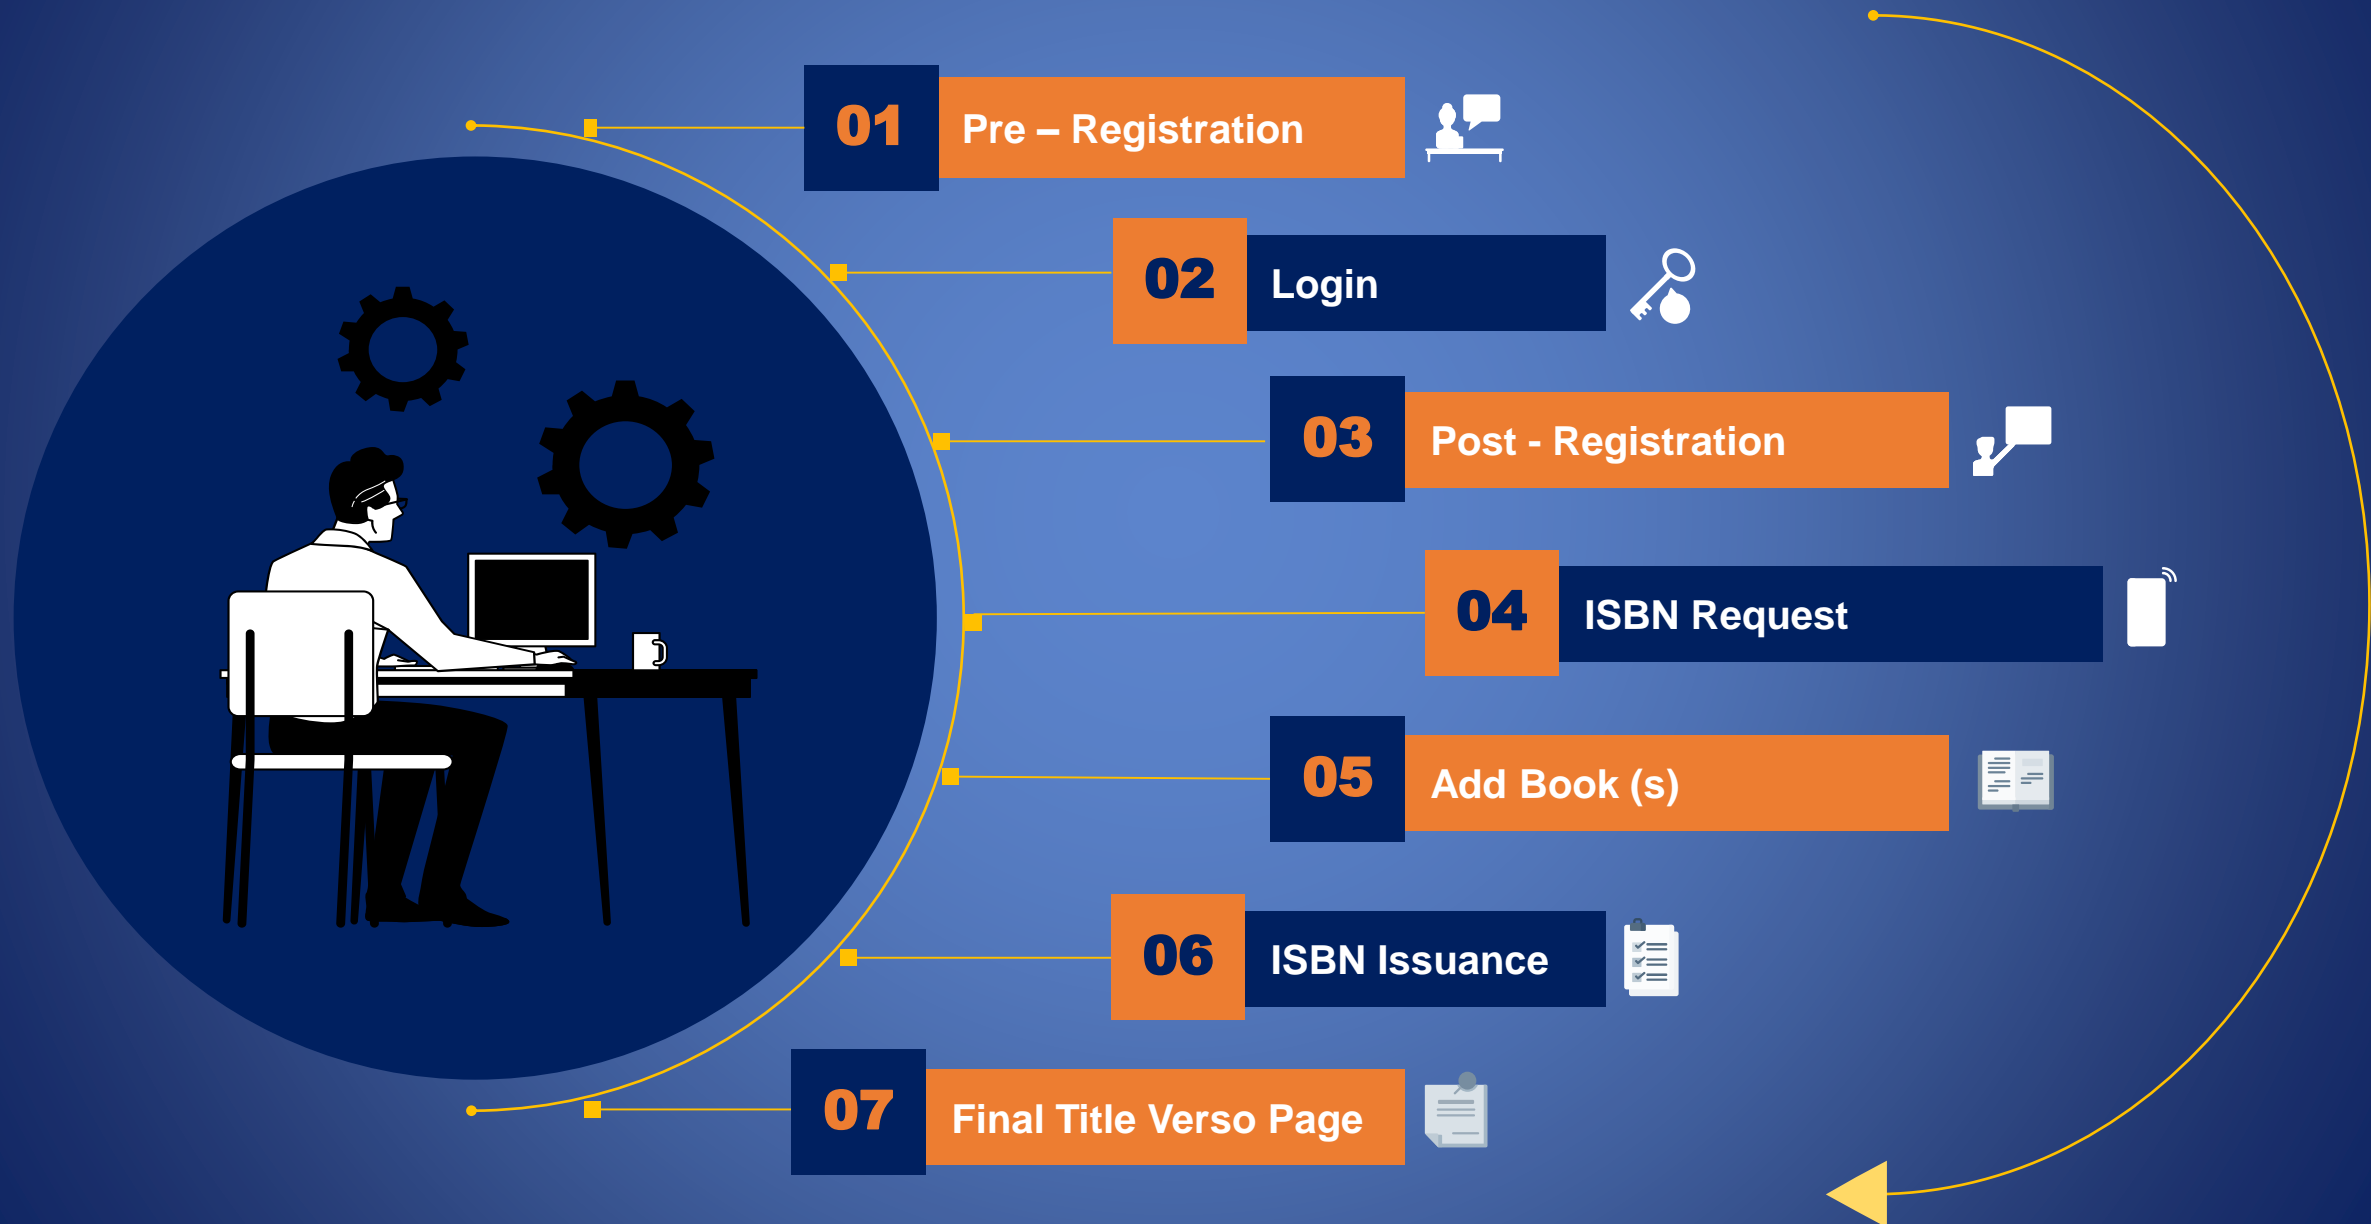 01
Pre – Registration
02
Login
03
Post - Registration
04
ISBN Request
05
Add Book (s)
06
ISBN Issuance
07
Final Title Verso Page